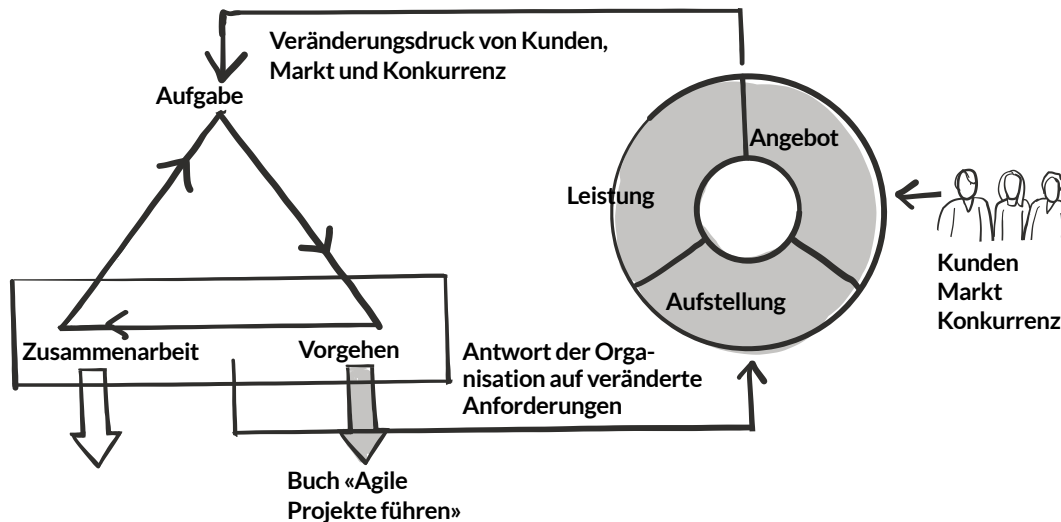 Veränderungsdruck von Kunden,
Markt und Konkurrenz
Aufgabe
Angebot
Leistung
Aufstellung
Kunden
Markt
Konkurrenz
Zusammenarbeit
Vorgehen
Antwort der Orga-
nisation auf veränderte
Anforderungen
Buch «Agile
Projekte führen»